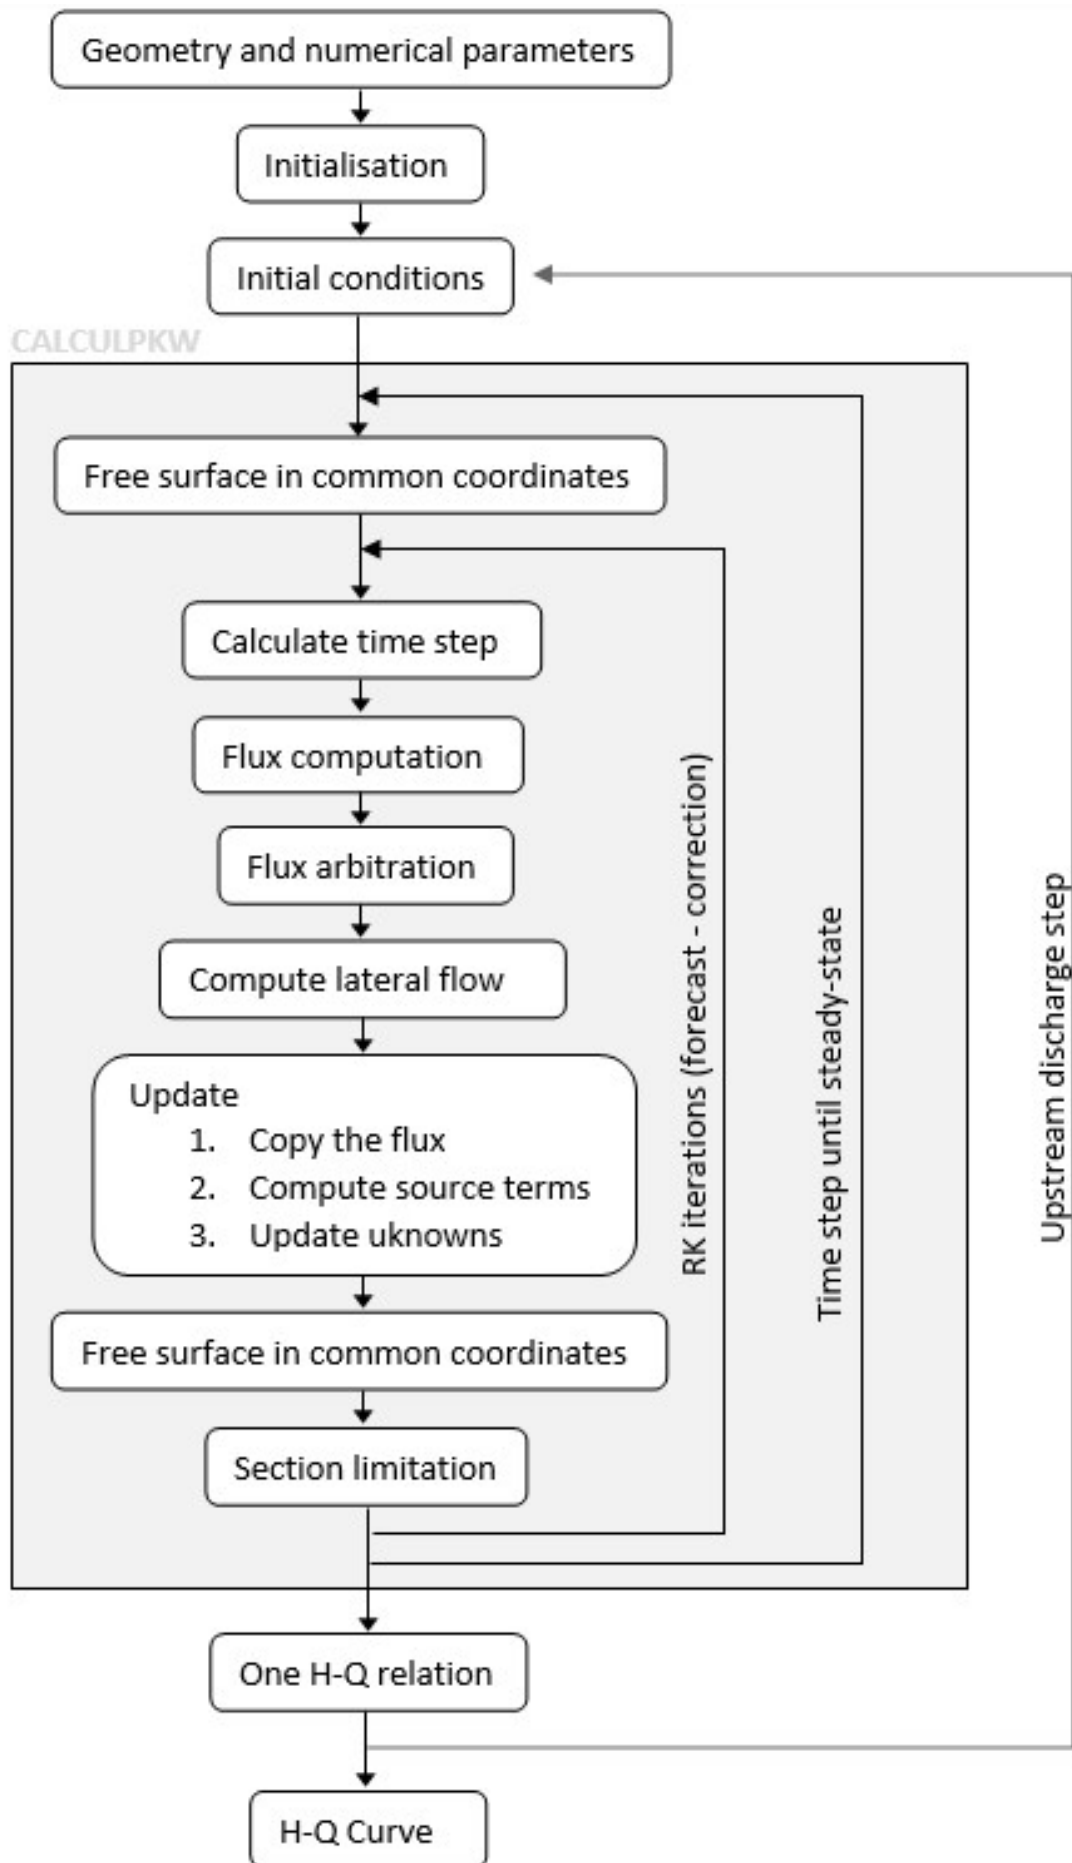 Geometry and numerical parameters
Initialisation
Initial conditions
CALCULPKW
Free surface in common coordinates
Calculate time step
Flux computation
Flux arbitration
Compute lateral flow
Update
1. Copy the flux
2. Compute source terms
3. Update uknowns
Free surface in common coordinates
Section limitation
RK iterations (forecast - correction)
Time step until steady-state
Upstream discharge step
One H-Q relation
H-Q Curve